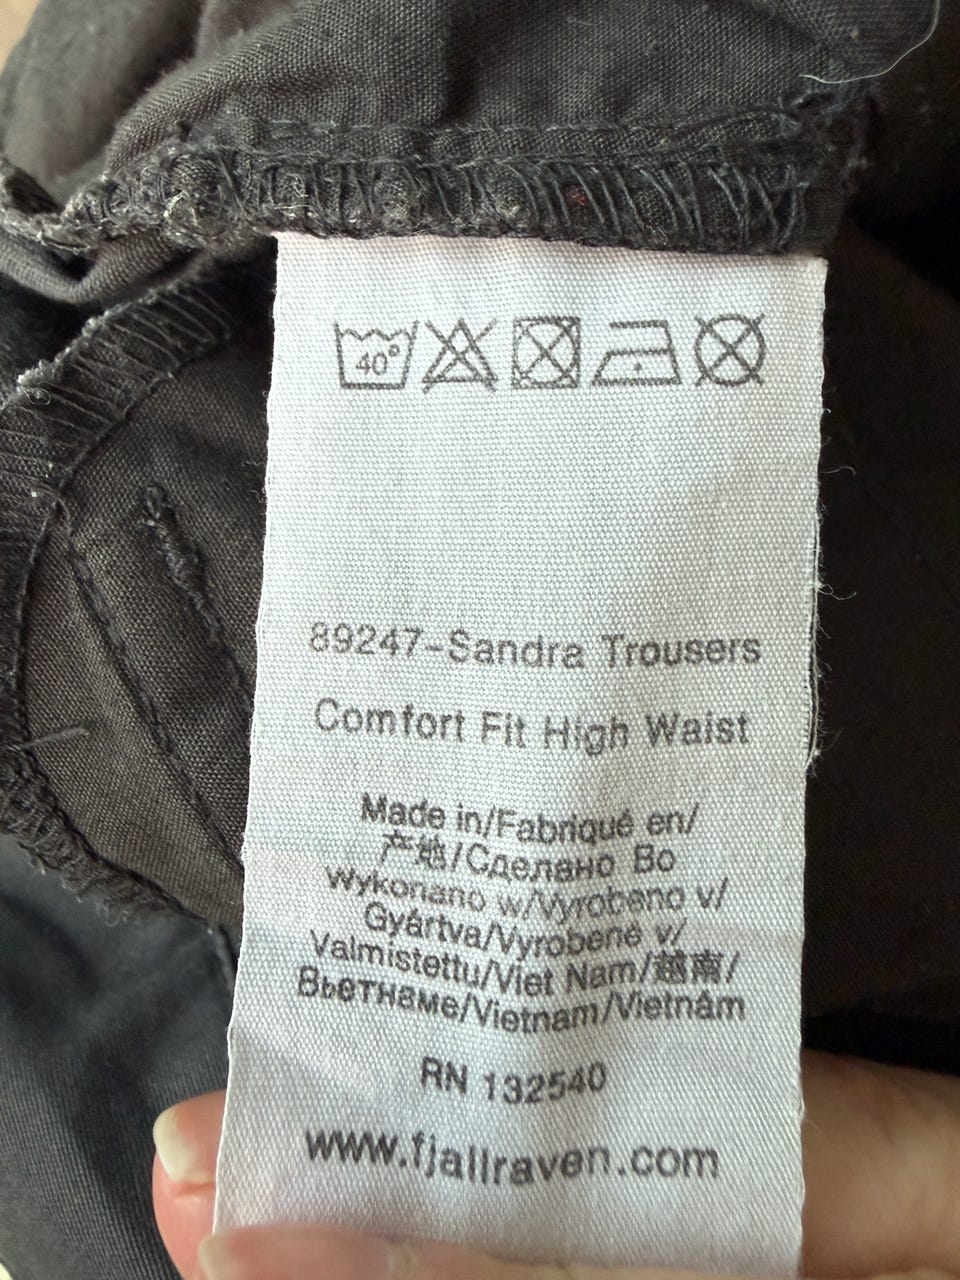 40°
89247-Sandra Trousers
Comfort Fit High Waist
Made in/Fabriqué en/
产地/Сделано Во
Wykonano w/Vyrobeno v/
Gyártva/Vyrobené v/
Valmistettu/Viet Nam/越南/
Вьетнаме/Vietnam/Vietnám
RN 132540
www.fjallraven.com